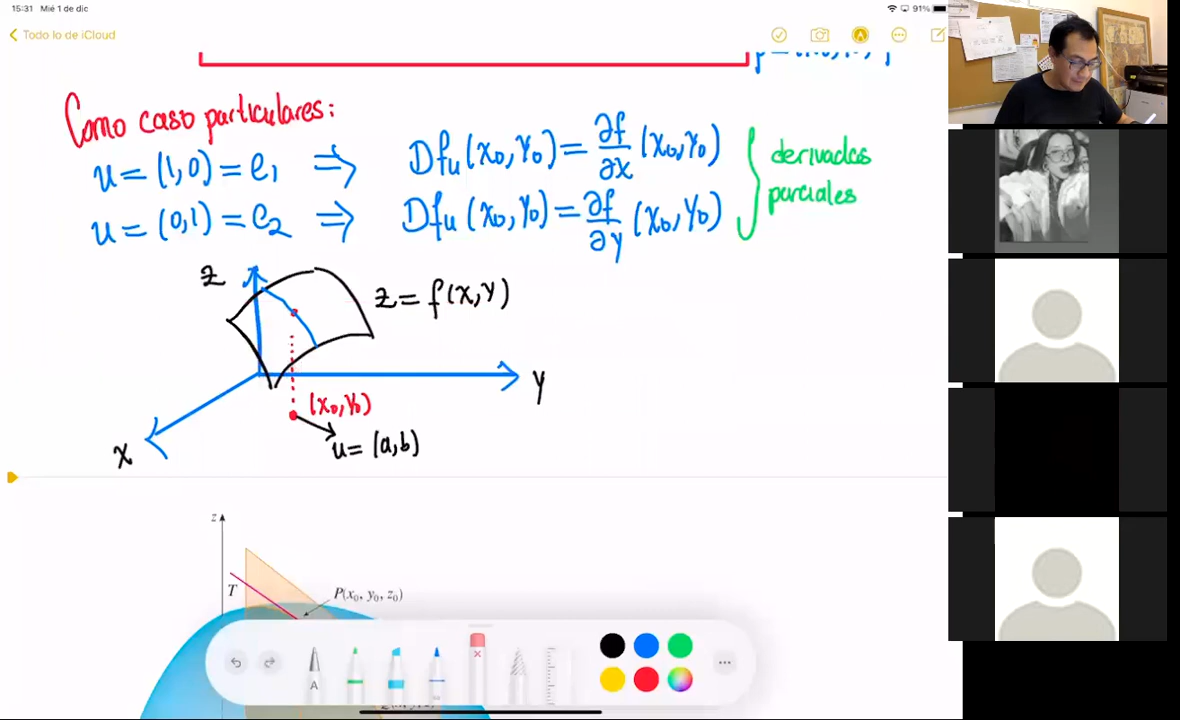 15:31 Mié 1 de dic
91%
Todo lo de iCloud
Como caso particulares:
u = (1,0) = e₁ ⇒ Dfu(x₀,y₀) = ∂f/∂x (x₀,y₀)
u = (0,1) = e₂ ⇒ Dfu(x₀,y₀) = ∂f/∂y (x₀,y₀)
derivadas
parciales
z
z = f(x,y)
y
(x₀,y₀)
x
u = (a,b)
z
T
P(x₀, y₀, z₀)
A